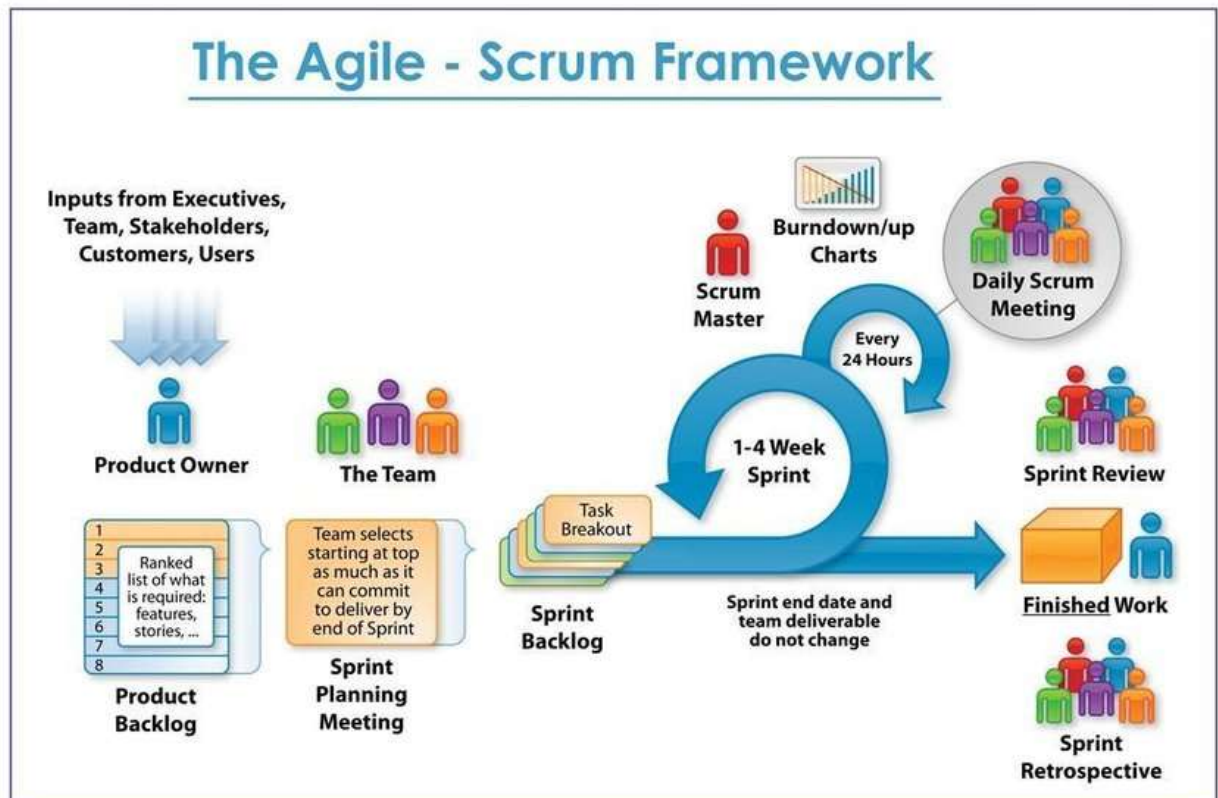 The Agile - Scrum Framework
Inputs from Executives,
Team, Stakeholders,
Customers, Users
Product Owner
The Team
1
2
3
4
5
6
7
8
Ranked
list of what
is required:
features,
stories, ...
Product
Backlog
Team selects
starting at top
as much as it
can commit
to deliver by
end of Sprint
Sprint
Planning
Meeting
Task
Breakout
Sprint
Backlog
Scrum
Master
Burndown/up
Charts
1-4 Week
Sprint
Every
24 Hours
Daily Scrum
Meeting
Sprint end date and
team deliverable
do not change
Sprint Review
Finished Work
Sprint
Retrospective